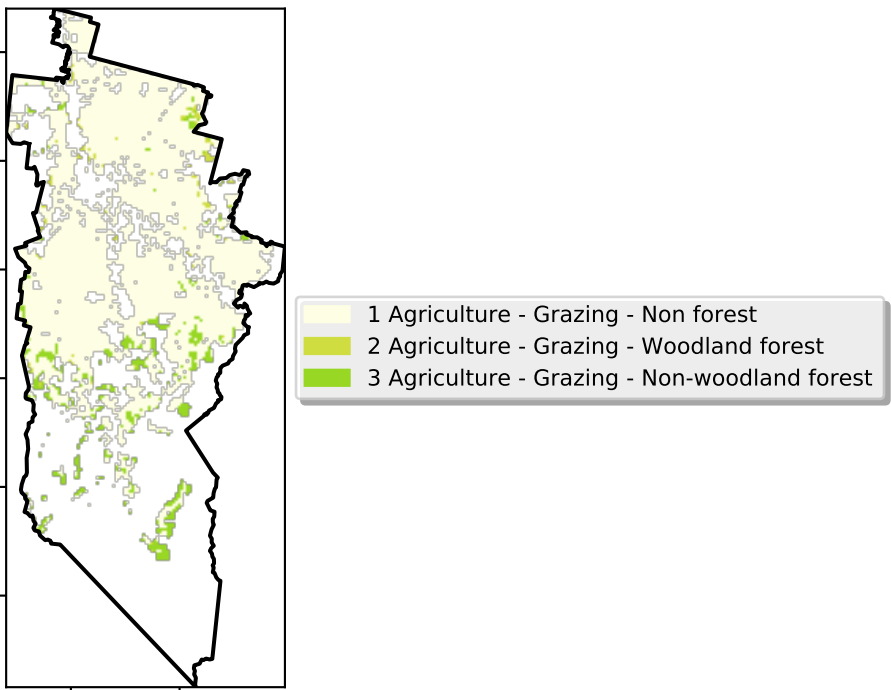 1 Agriculture - Grazing - Non forest
2 Agriculture - Grazing - Woodland forest
3 Agriculture - Grazing - Non-woodland forest